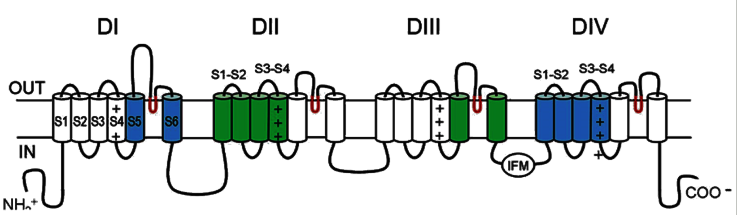 DI DII DIII DIV
S1-S2 S3-S4 S1-S2 S3-S4
OUT
+ + + +
S1 S2 S3 S4 S5 S6 + + +
+ + + +
IN + IFM
NH₂⁺ COO⁻